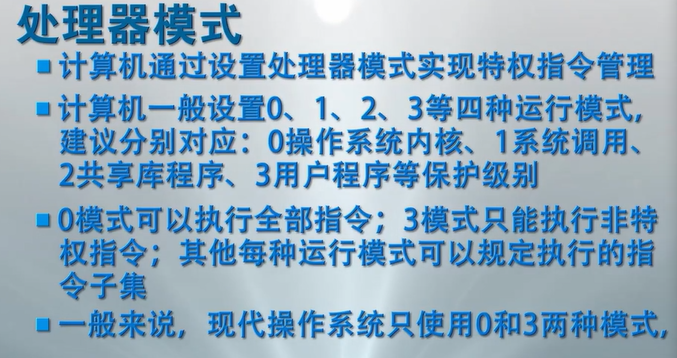 处理器模式
计算机通过设置处理器模式实现特权指令管理
计算机一般设置0、1、2、3等四种运行模式,
建议分别对应：0操作系统内核、1系统调用、
2共享库程序、3用户程序等保护级别
0模式可以执行全部指令；3模式只能执行非特
权指令；其他每种运行模式可以规定执行的指
令子集
一般来说，现代操作系统只使用0和3两种模式,